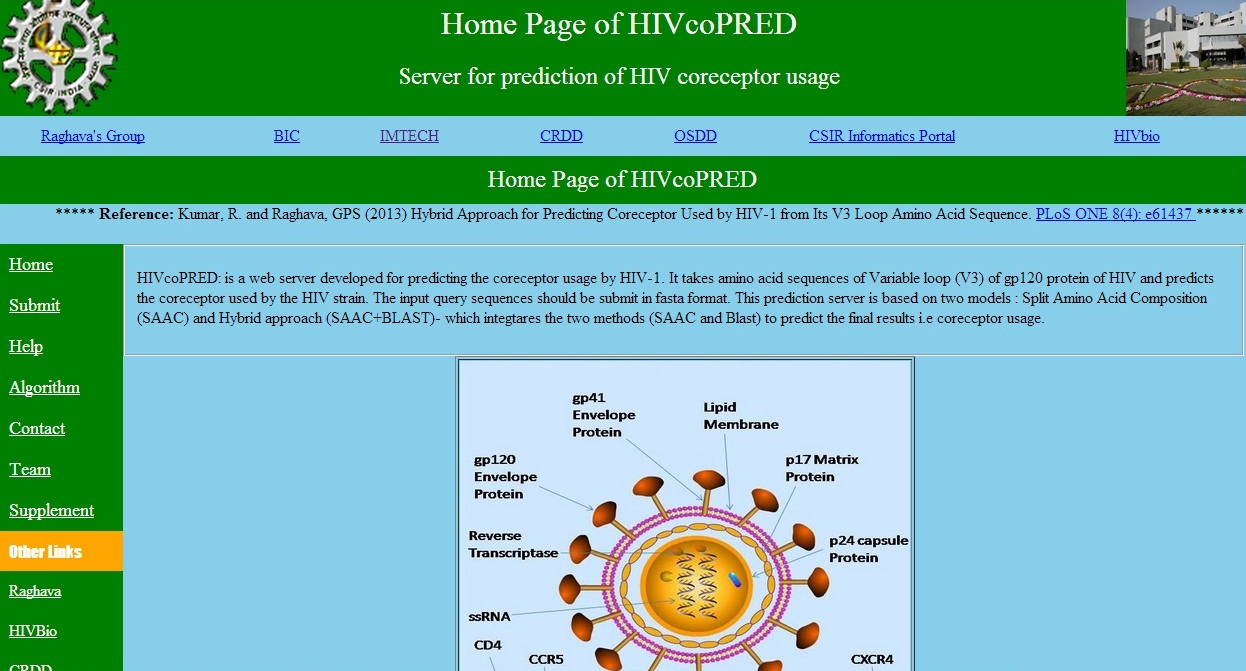 CSIR-INDIA
Home Page of HIVcoPRED
Server for prediction of HIV coreceptor usage
Raghava's Group BIC IMTECH CRDD OSDD CSIR Informatics Portal HIVbio
Home Page of HIVcoPRED
***** Reference: Kumar, R. and Raghava, GPS (2013) Hybrid Approach for Predicting Coreceptor Used by HIV-1 from Its V3 Loop Amino Acid Sequence. PLoS ONE 8(4): e61437 ******
Home
Submit
Help
Algorithm
Contact
Team
Supplement
Other Links
Raghava
HIVBio
CRDD
HIVcoPRED: is a web server developed for predicting the coreceptor usage by HIV-1. It takes amino acid sequences of Variable loop (V3) of gp120 protein of HIV and predicts
the coreceptor used by the HIV strain. The input query sequences should be submit in fasta format. This prediction server is based on two models : Split Amino Acid Composition
(SAAC) and Hybrid approach (SAAC+BLAST)- which integtares the two methods (SAAC and Blast) to predict the final results i.e coreceptor usage.
gp41
Envelope
Protein
Lipid
Membrane
gp120
Envelope
Protein
p17 Matrix
Protein
Reverse
Transcriptase
p24 capsule
Protein
ssRNA
CD4
CCR5
CXCR4